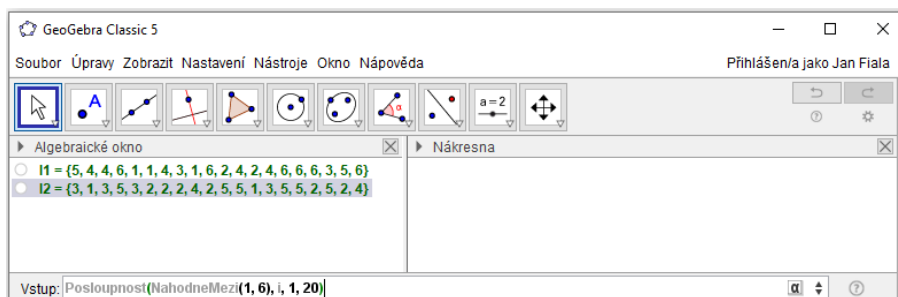 GeoGebra Classic 5
Soubor Úpravy Zobrazit Nastavení Nástroje Okno Nápověda Přihlášen/a jako Jan Fiala
A α a=2
Algebraické okno Nákresna
l1 = {5, 4, 4, 6, 1, 1, 4, 3, 1, 6, 2, 4, 2, 4, 6, 6, 6, 3, 5, 6}
l2 = {3, 1, 3, 5, 3, 2, 2, 2, 4, 2, 5, 5, 1, 3, 5, 5, 2, 5, 2, 4}
Vstup: Posloupnost(NahodneMezi(1, 6), i, 1, 20) α